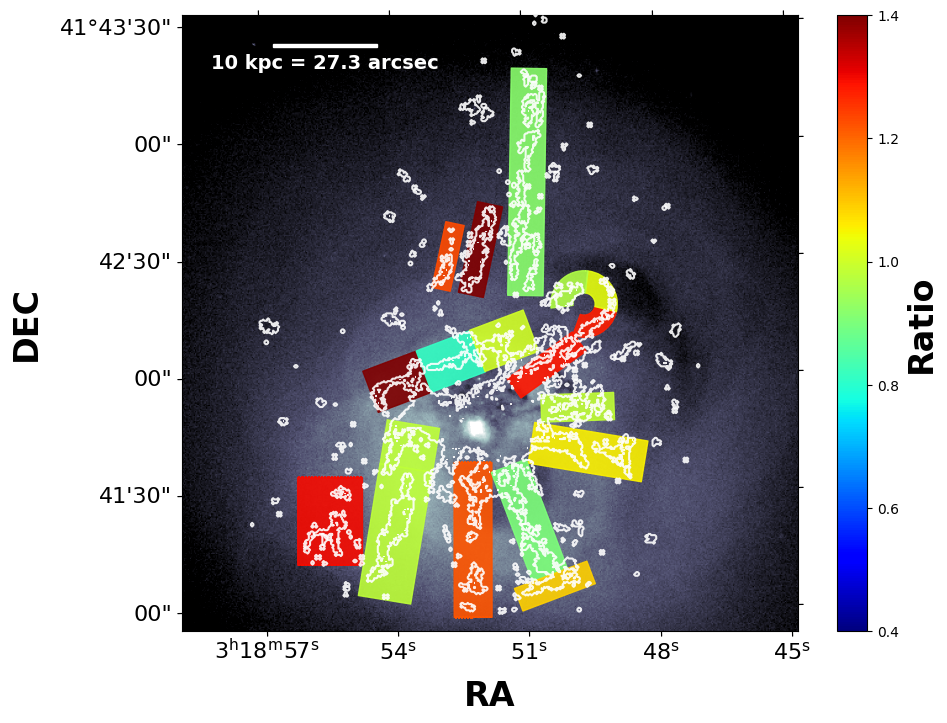 41°43'30"
10 kpc = 27.3 arcsec
00"
42'30"
00"
41'30"
00"
3ʰ18ᵐ57ˢ 54ˢ 51ˢ 48ˢ 45ˢ
RA
DEC
1.4
1.2
1.0
0.8
0.6
0.4
Ratio